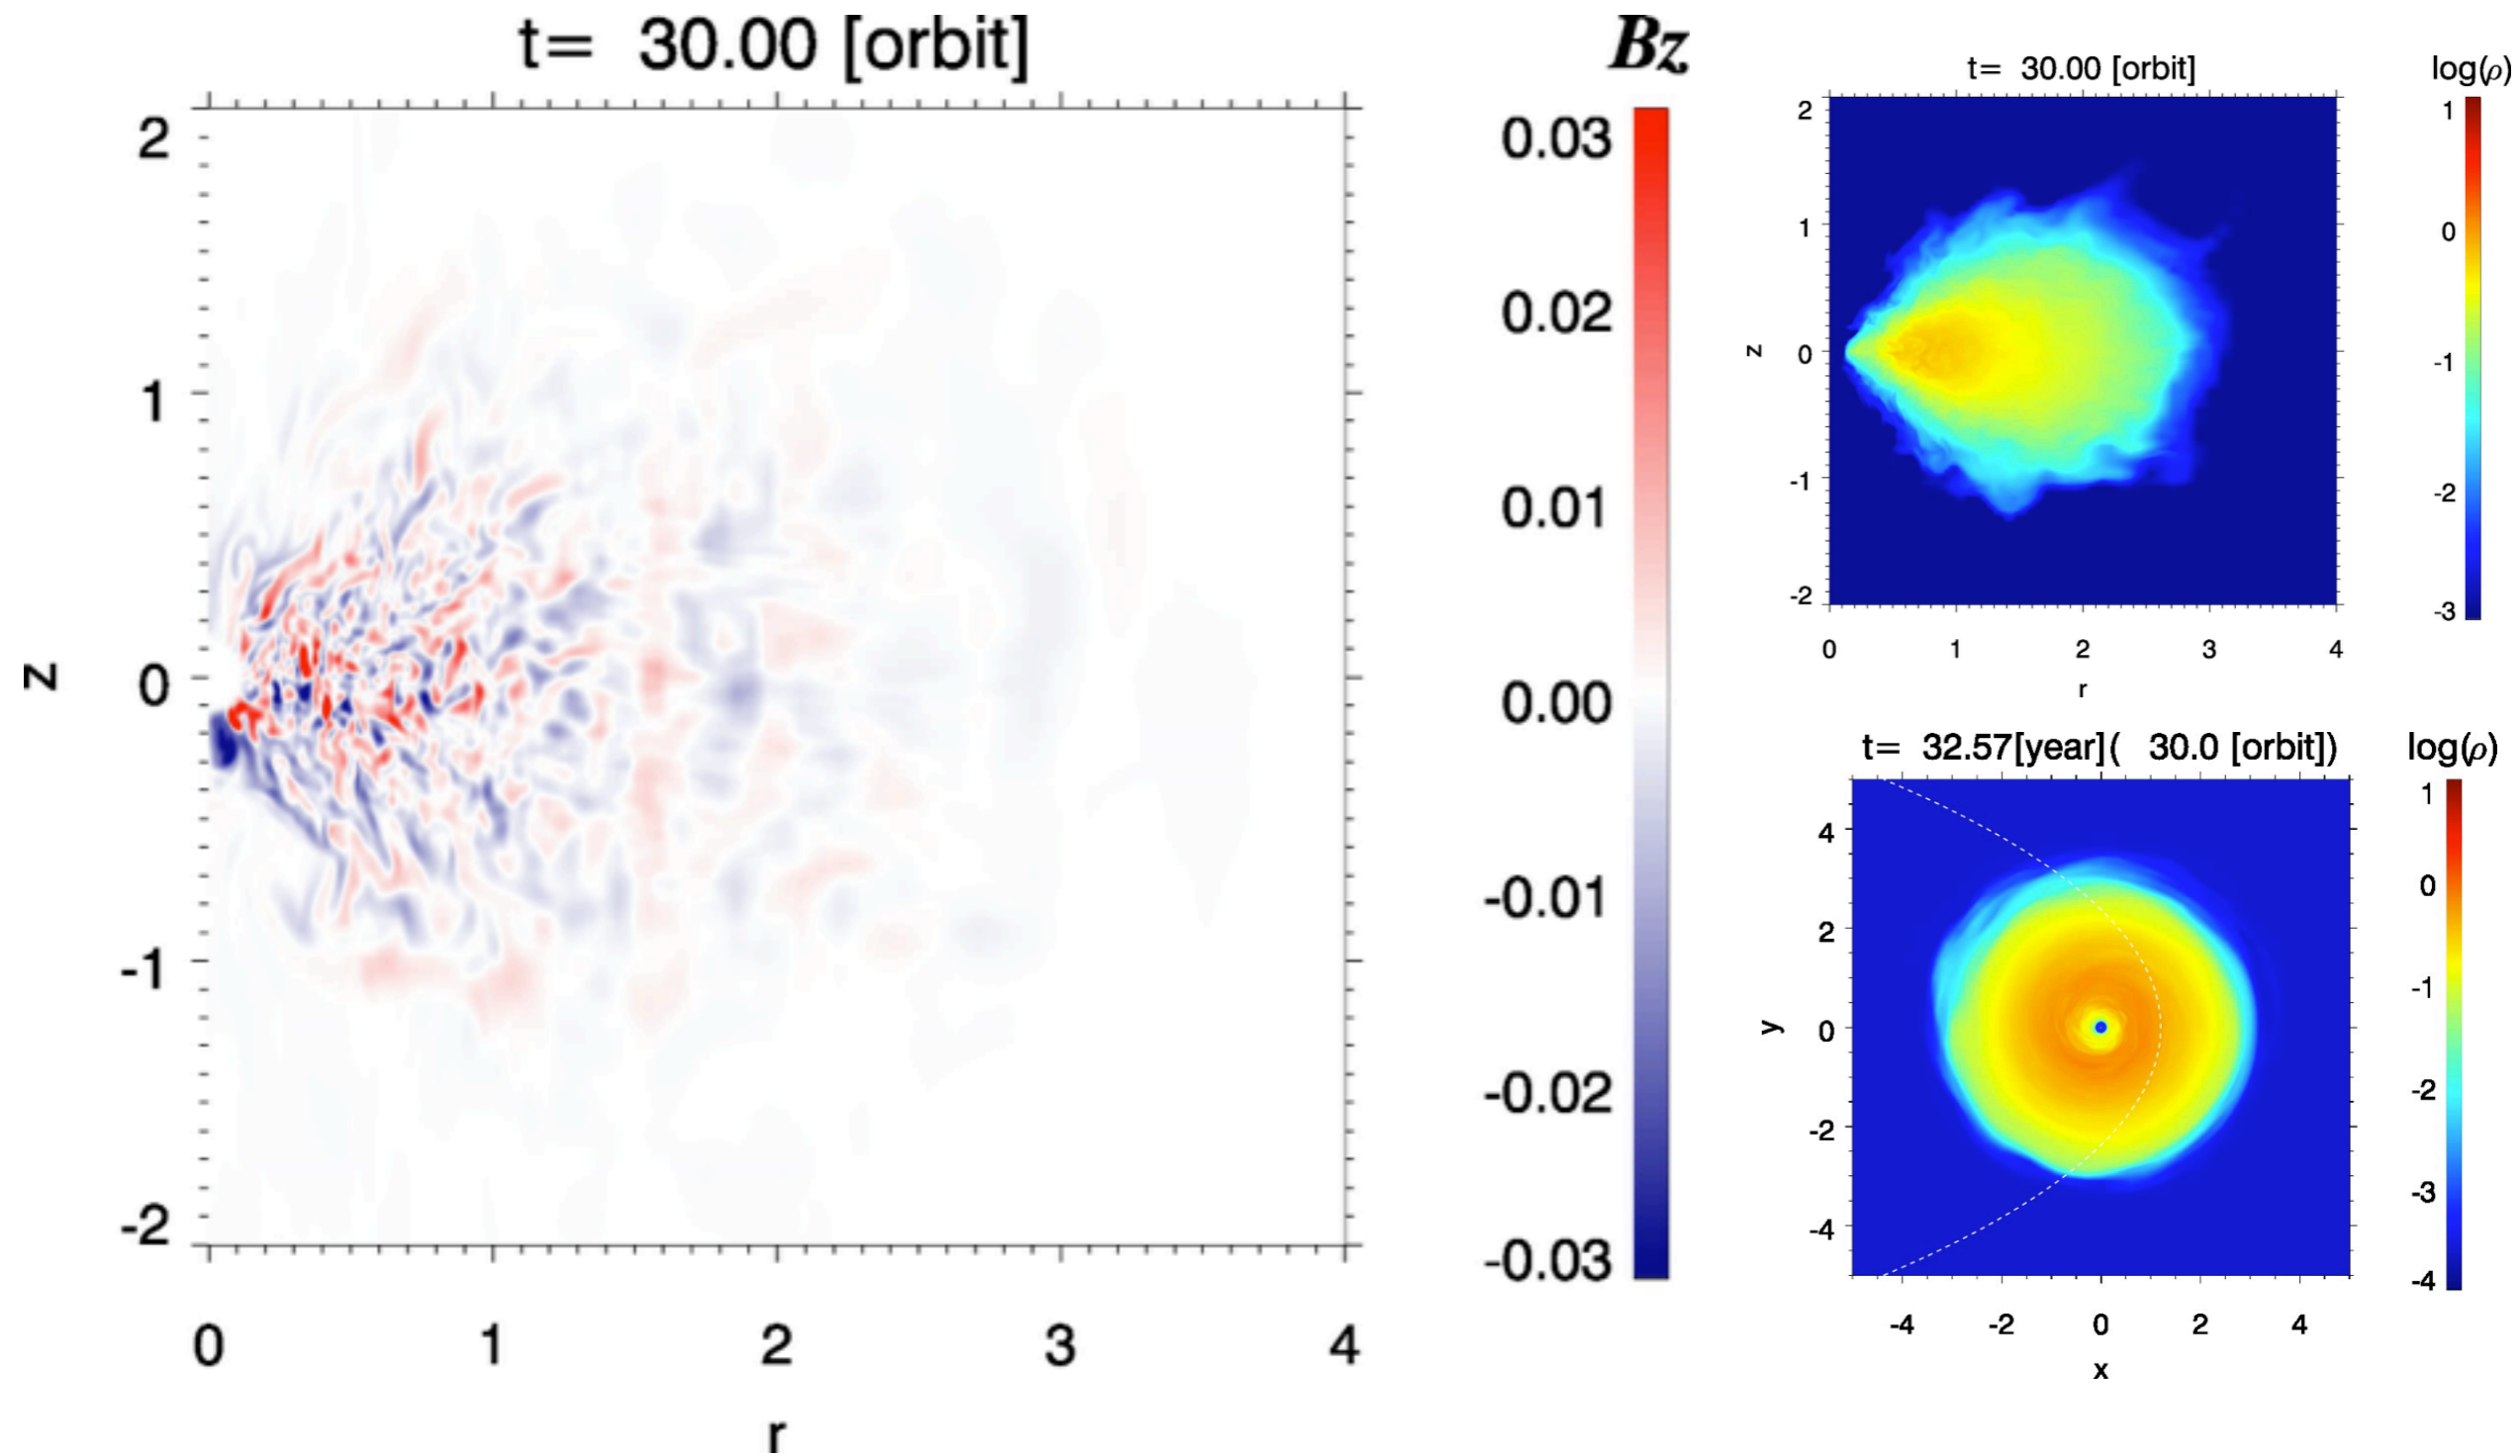 t= 30.00 [orbit]
Bz
2
1
0
-1
-2
z
0 1 2 3 4
r
0.03
0.02
0.01
0.00
-0.01
-0.02
-0.03
t= 30.00 [orbit]
log(ρ)
2
1
0
-1
-2
z
0 1 2 3 4
r
1
0
-1
-2
-3
t= 32.57[year]( 30.0 [orbit])
log(ρ)
4
2
0
-2
-4
y
-4 -2 0 2 4
x
1
0
-1
-2
-3
-4